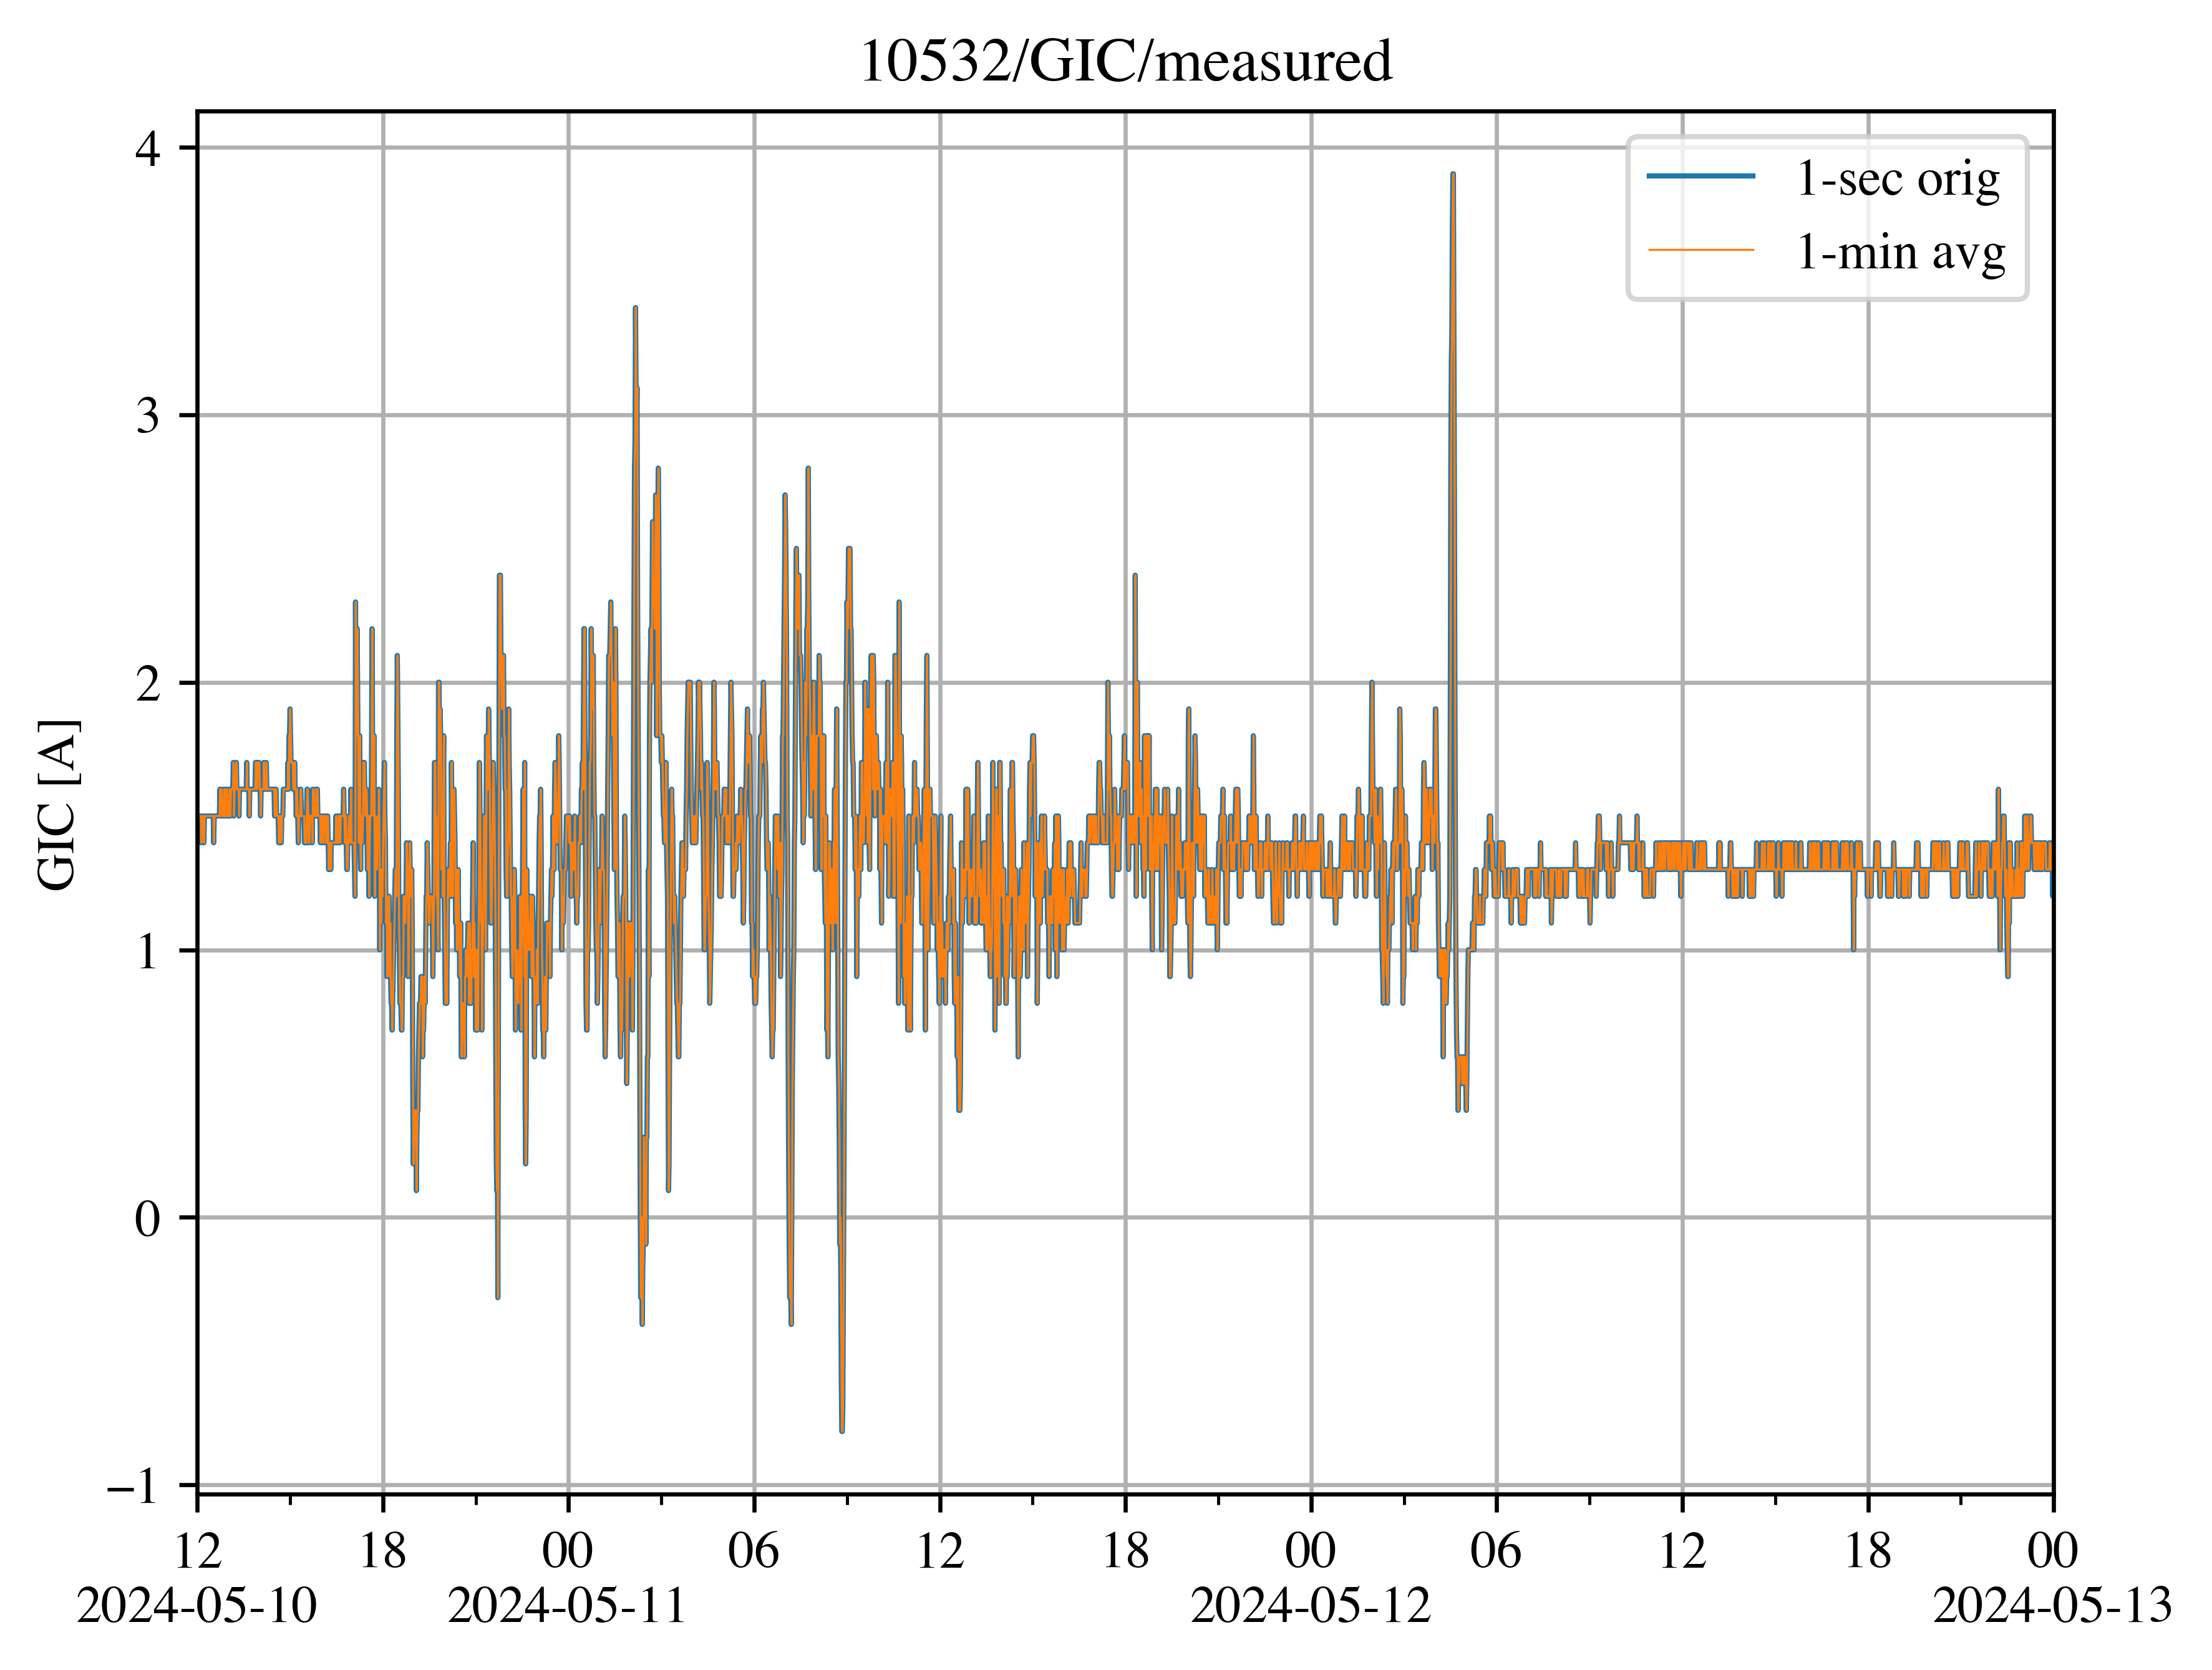 10532/GIC/measured
4
3
2
1
0
−1
GIC [A]
1-sec orig
1-min avg
12 18 00 06 12 18 00 06 12 18 00
2024-05-10 2024-05-11 2024-05-12 2024-05-13